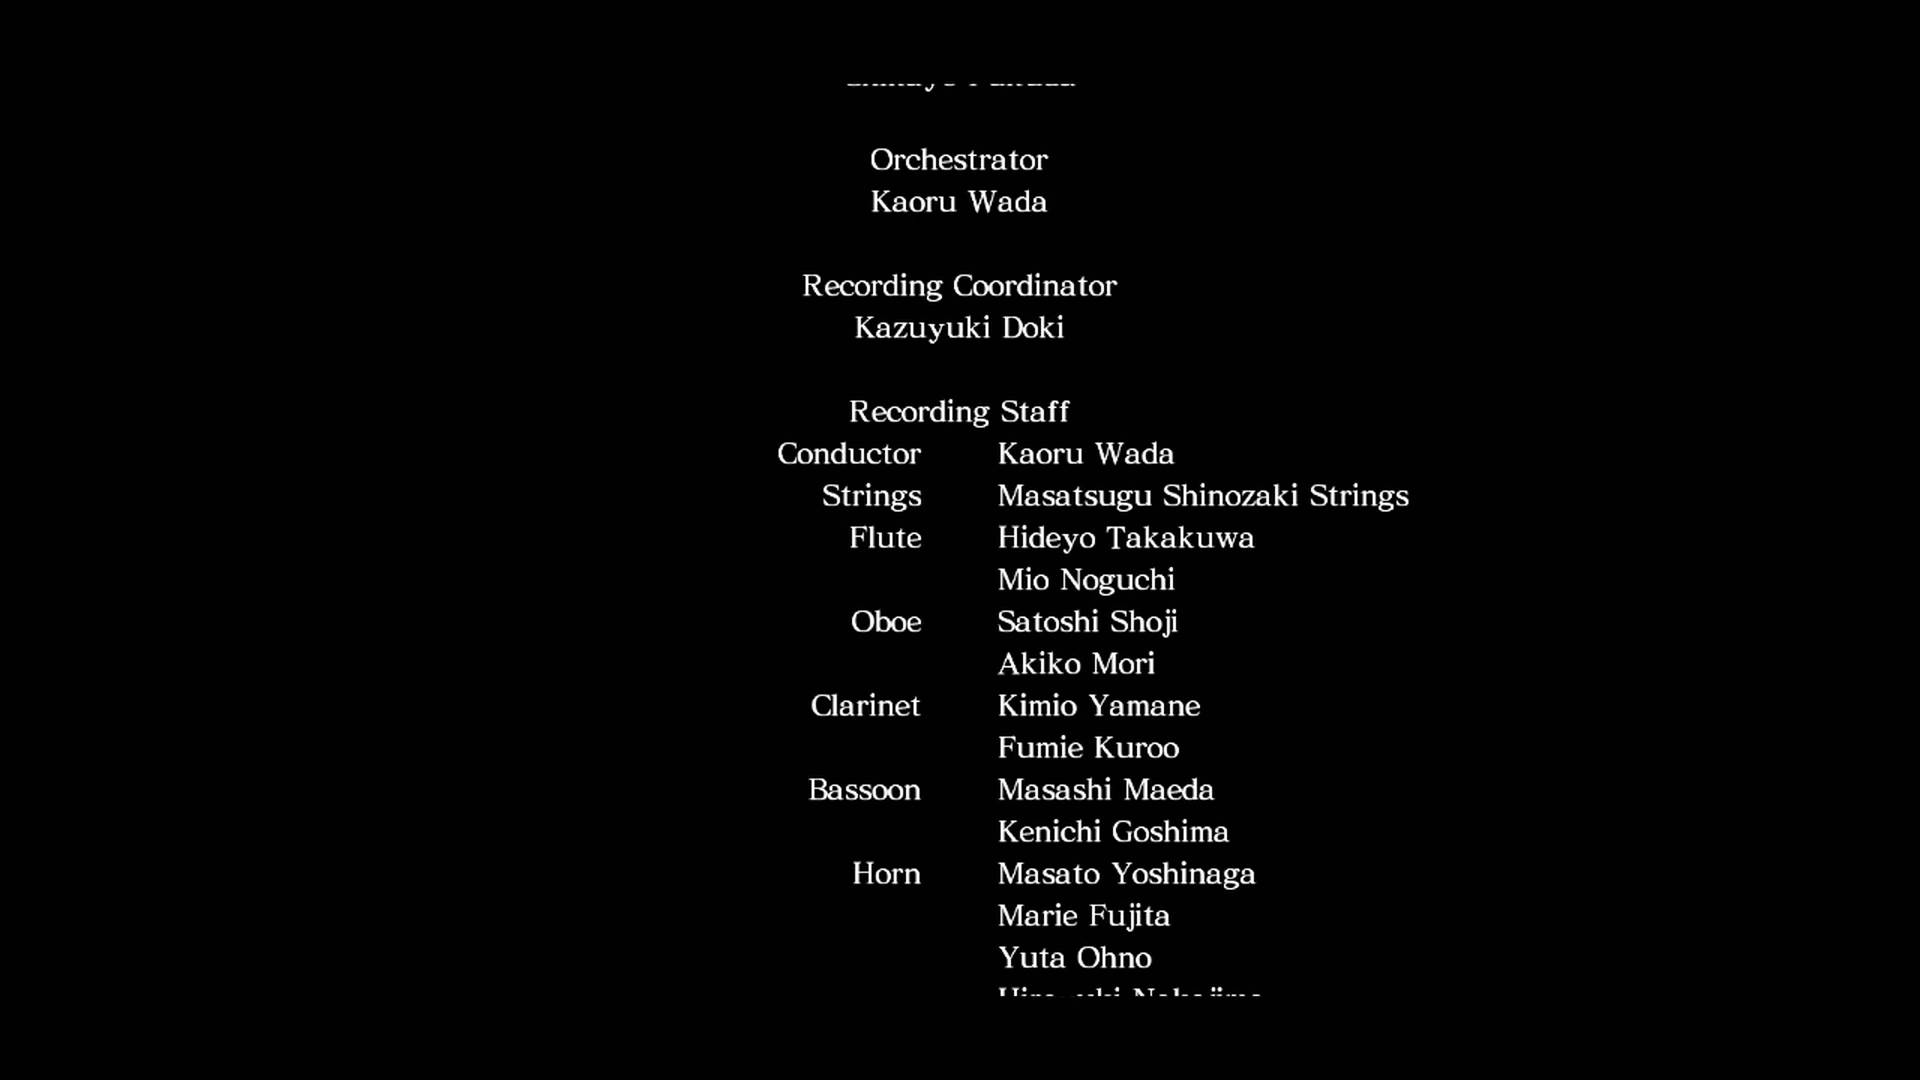 Orchestrator
Kaoru Wada
Recording Coordinator
Kazuyuki Doki
Recording Staff
Conductor Kaoru Wada
Strings Masatsugu Shinozaki Strings
Flute Hideyo Takakuwa
Mio Noguchi
Oboe Satoshi Shoji
Akiko Mori
Clarinet Kimio Yamane
Fumie Kuroo
Bassoon Masashi Maeda
Kenichi Goshima
Horn Masato Yoshinaga
Marie Fujita
Yuta Ohno